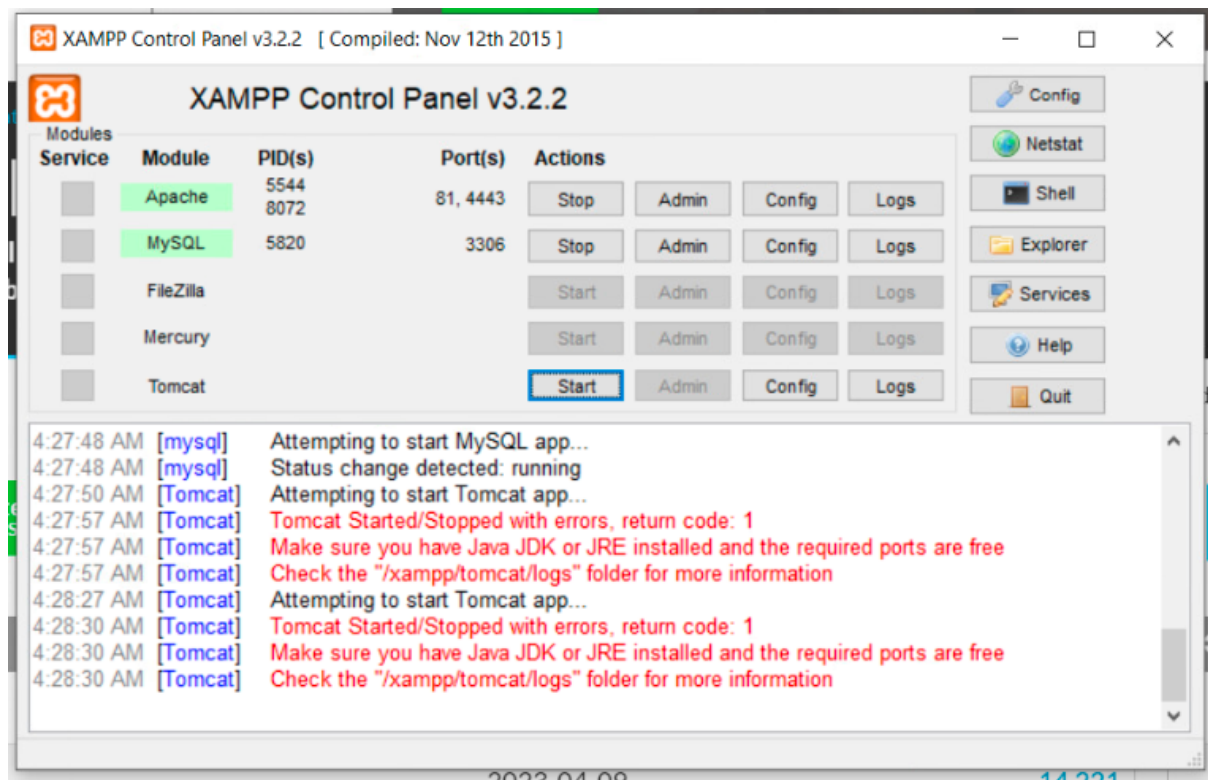 XAMPP Control Panel v3.2.2 [ Compiled: Nov 12th 2015 ]
XAMPP Control Panel v3.2.2
Config
Modules
Service Module PID(s) Port(s) Actions
Netstat
Apache 5544 8072 81, 4443 Stop Admin Config Logs
Shell
MySQL 5820 3306 Stop Admin Config Logs
Explorer
FileZilla Start Admin Config Logs
Services
Mercury Start Admin Config Logs
Help
Tomcat Start Admin Config Logs
Quit
4:27:48 AM [mysql] Attempting to start MySQL app...
4:27:48 AM [mysql] Status change detected: running
4:27:50 AM [Tomcat] Attempting to start Tomcat app...
4:27:57 AM [Tomcat] Tomcat Started/Stopped with errors, return code: 1
4:27:57 AM [Tomcat] Make sure you have Java JDK or JRE installed and the required ports are free
4:27:57 AM [Tomcat] Check the "/xampp/tomcat/logs" folder for more information
4:28:27 AM [Tomcat] Attempting to start Tomcat app...
4:28:30 AM [Tomcat] Tomcat Started/Stopped with errors, return code: 1
4:28:30 AM [Tomcat] Make sure you have Java JDK or JRE installed and the required ports are free
4:28:30 AM [Tomcat] Check the "/xampp/tomcat/logs" folder for more information
2023-04-09 14,221